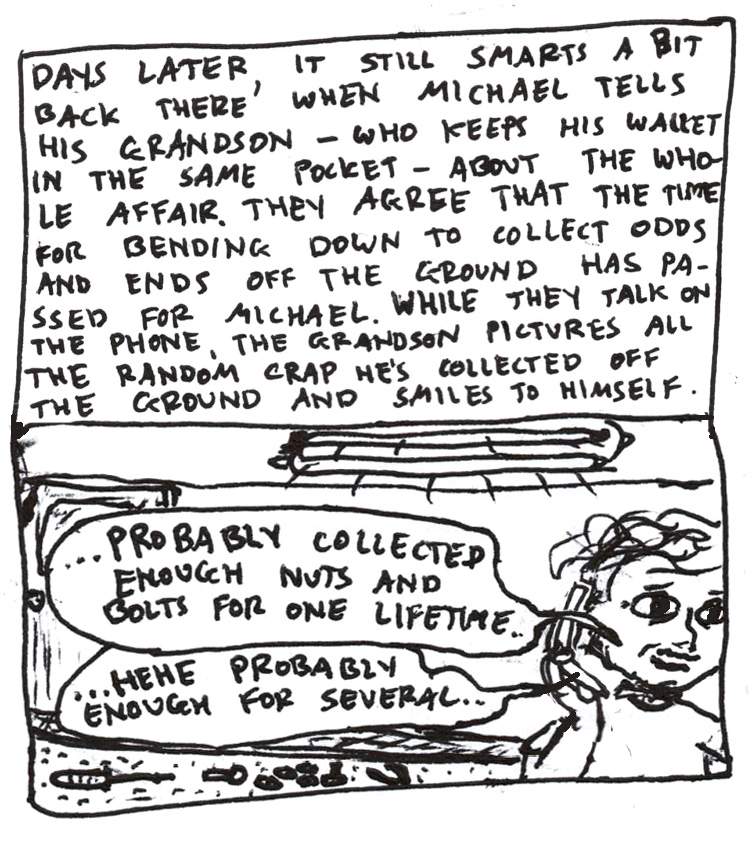 DAYS LATER, IT STILL SMARTS A BIT
BACK THERE WHEN MICHAEL TELLS
HIS GRANDSON – WHO KEEPS HIS WALLET
IN THE SAME POCKET – ABOUT THE WHO-
LE AFFAIR. THEY AGREE THAT THE TIME
FOR BENDING DOWN TO COLLECT ODDS
AND ENDS OFF THE GROUND HAS PA-
SSED FOR MICHAEL. WHILE THEY TALK ON
THE PHONE, THE GRANDSON PICTURES ALL
THE RANDOM CRAP HE'S COLLECTED OFF
THE GROUND AND SMILES TO HIMSELF.
...PROBABLY COLLECTED
ENOUGH NUTS AND
BOLTS FOR ONE LIFETIME..
...HEHE PROBABLY
ENOUGH FOR SEVERAL...